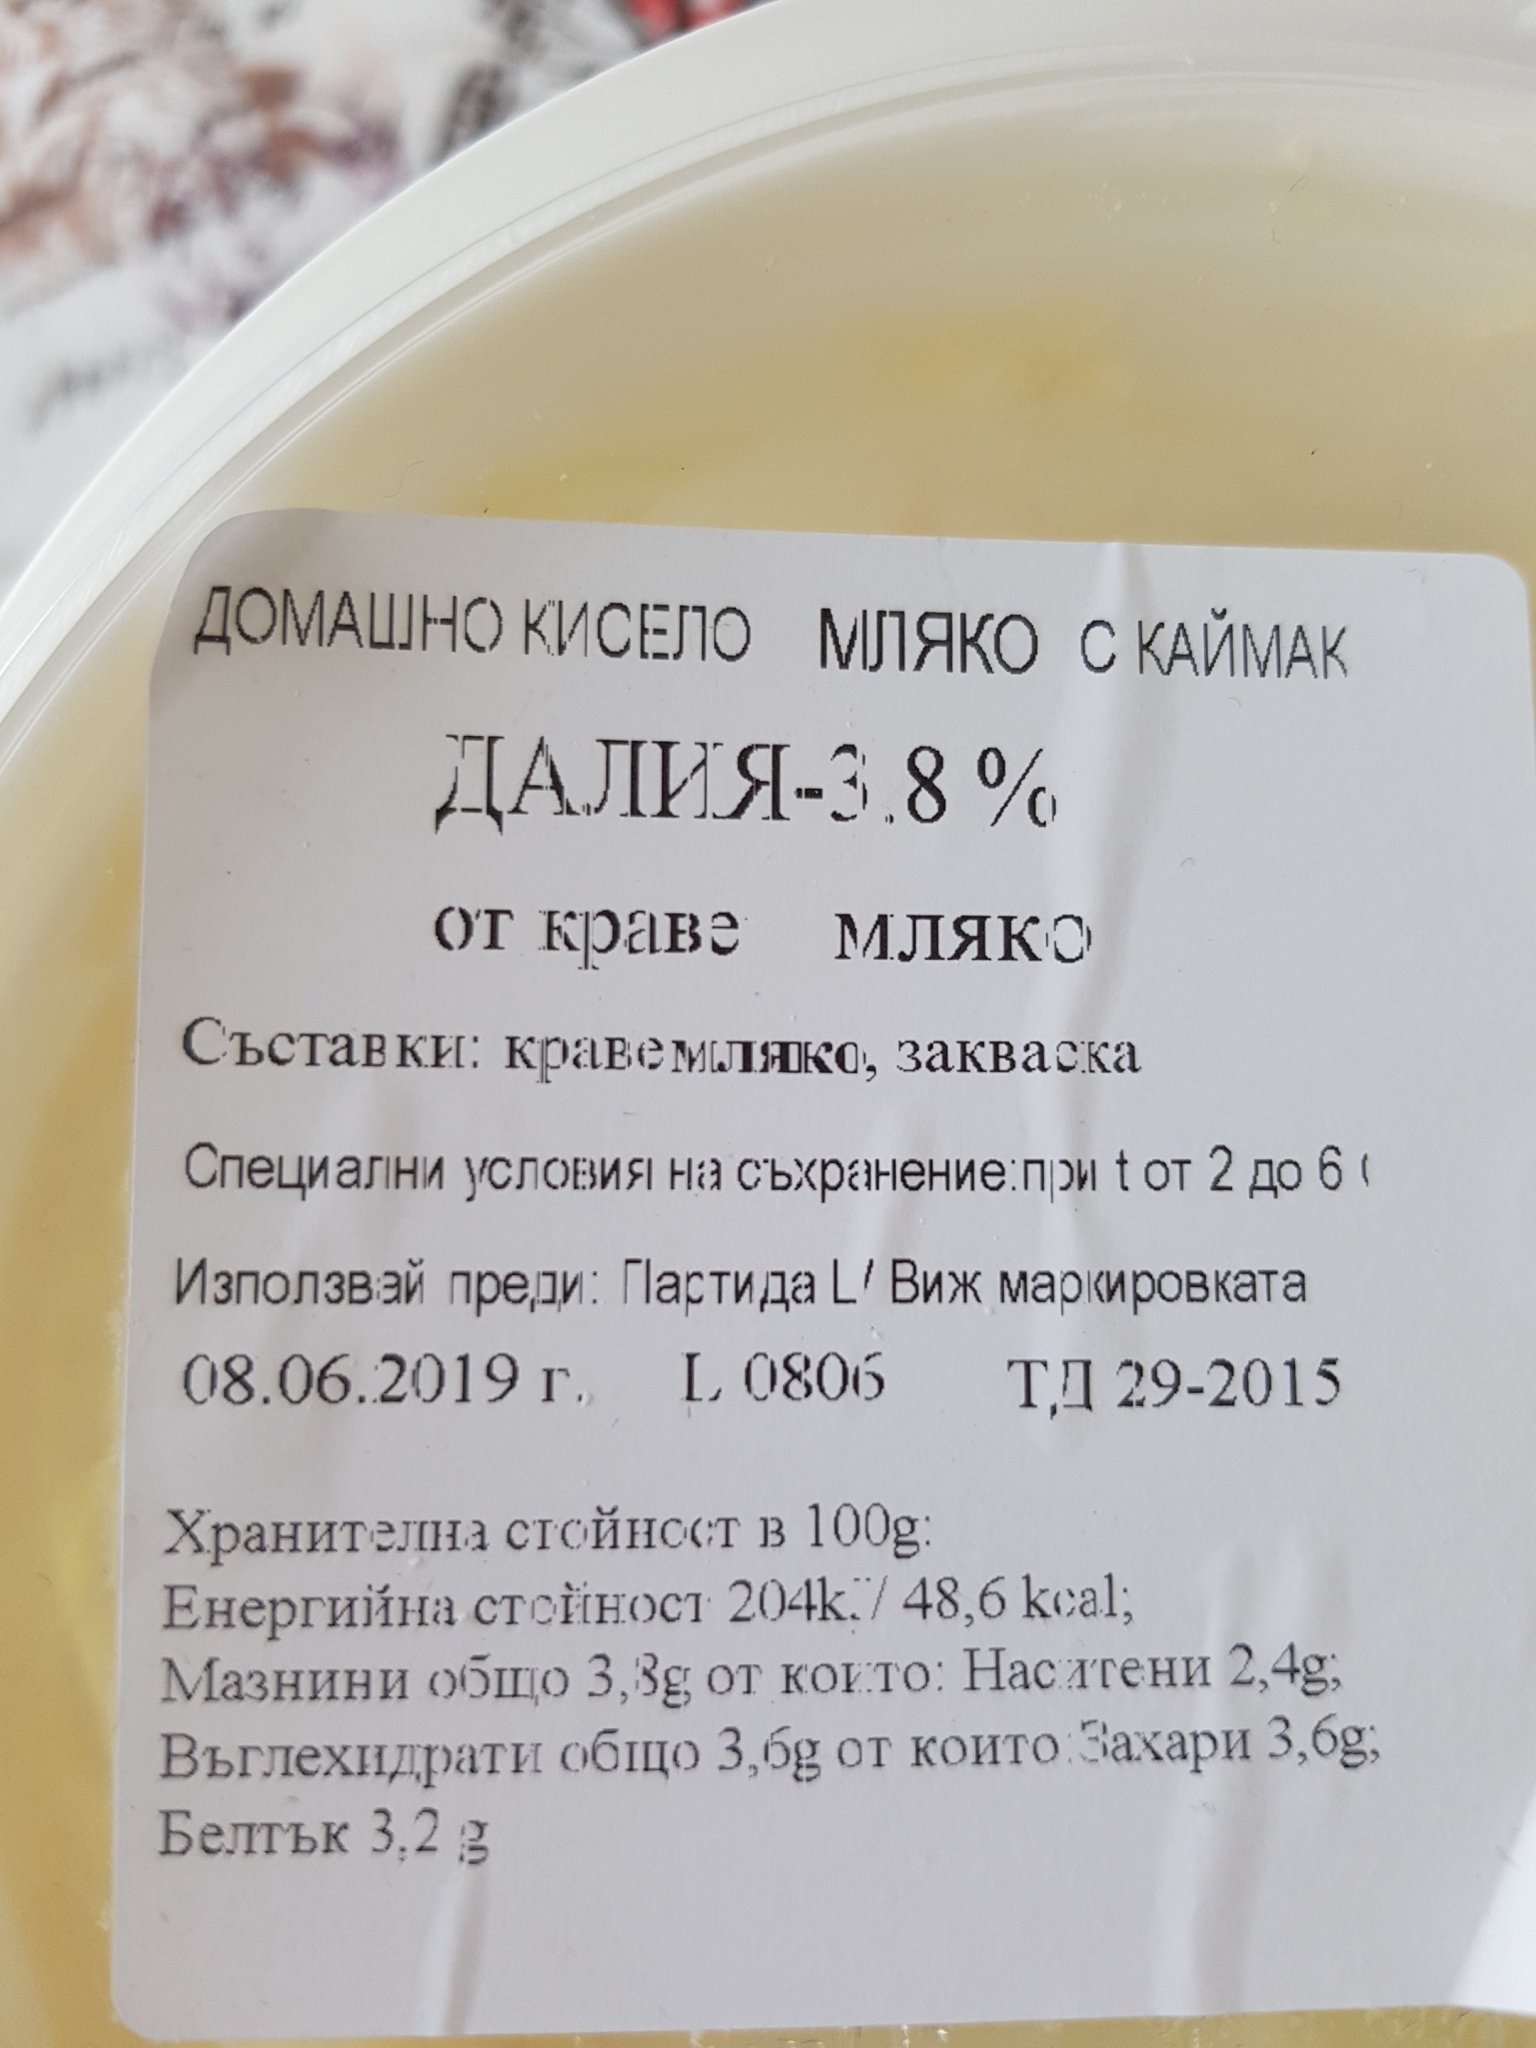 ДОМАШНО КИСЕЛО МЛЯКО С КАЙМАК
ДАЛИЯ-3.8 %
от краве мляко
Съставки: краве мляко, закваска
Специални условия на съхранение:при t от 2 до 6 C
Използвай преди: Партида L/ Виж маркировката
08.06.2019 г. L 0806 ТД 29-2015
Хранителна стойност в 100g:
Енергийна стойност 204kJ/ 48,6 kcal;
Мазнини общо 3,8g от които: Наситени 2,4g;
Въглехидрати общо 3,6g от които:Захари 3,6g;
Белтък 3,2 g